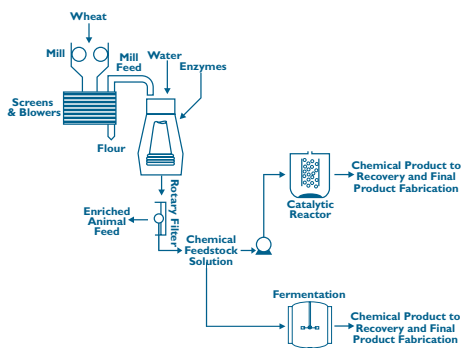 Wheat
Mill
Mill
Feed
Water
Enzymes
Screens
& Blowers
Flour
Rotary Filter
Enriched
Animal
Feed
Chemical
Feedstock
Solution
Catalytic
Reactor
Chemical Product to
Recovery and Final
Product Fabrication
Fermentation
Chemical Product to
Recovery and Final
Product Fabrication